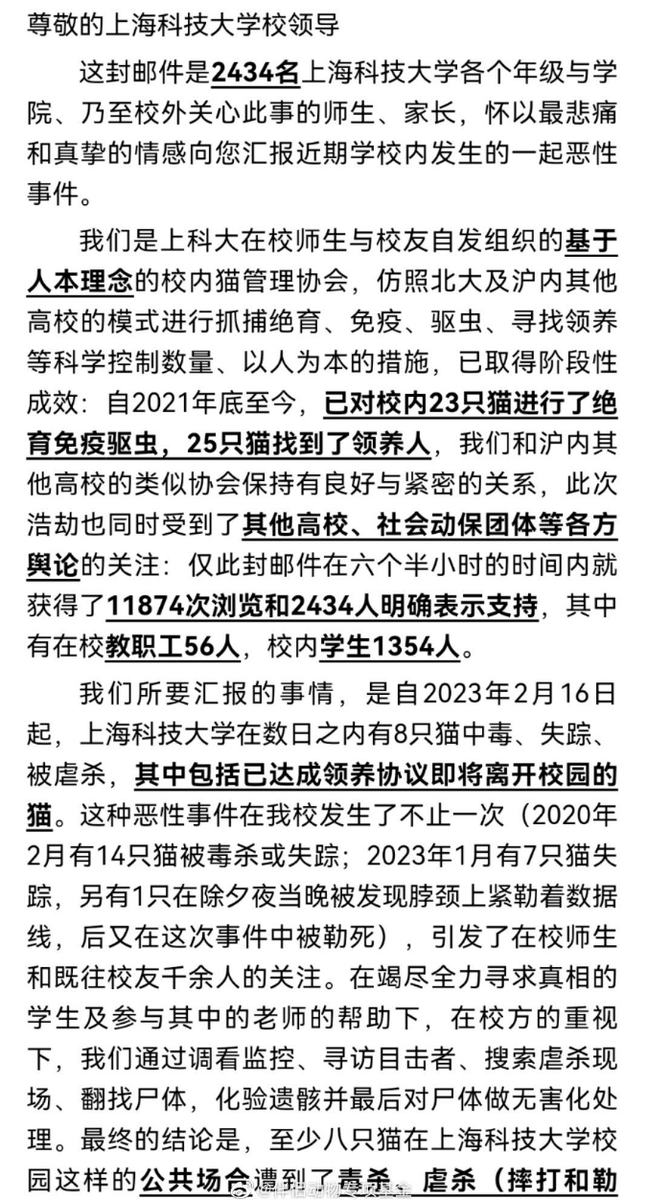 尊敬的上海科技大学校领导
这封邮件是2434名上海科技大学各个年级与学
院、乃至校外关心此事的师生、家长，怀以最悲痛
和真挚的情感向您汇报近期学校内发生的一起恶性
事件。
我们是上科大在校师生与校友自发组织的基于
人本理念的校内猫管理协会，仿照北大及沪内其他
高校的模式进行抓捕绝育、免疫、驱虫、寻找领养
等科学控制数量、以人为本的措施，已取得阶段性
成效：自2021年底至今，已对校内23只猫进行了绝
育免疫驱虫，25只猫找到了领养人，我们和沪内其
他高校的类似协会保持有良好与紧密的关系，此次
浩劫也同时受到了其他高校、社会动保团体等各方
舆论的关注：仅此封邮件在六个半小时的时间内就
获得了11874次浏览和2434人明确表示支持，其中
有在校教职工56人，校内学生1354人。
我们所要汇报的事情，是自2023年2月16日
起，上海科技大学在数日之内有8只猫中毒、失踪、
被虐杀，其中包括已达成领养协议即将离开校园的
猫。这种恶性事件在我校发生了不止一次（2020年
2月有14只猫被毒杀或失踪；2023年1月有7只猫失
踪，另有1只在除夕夜当晚被发现脖颈上紧勒着数据
线，后又在这次事件中被勒死），引发了在校师生
和既往校友千余人的关注。在竭尽全力寻求真相的
学生及参与其中的老师的帮助下，在校方的重视
下，我们通过调看监控、寻访目击者、搜索虐杀现
场、翻找尸体，化验遗骸并最后对尸体做无害化处
理。最终的结论是，至少八只猫在上海科技大学校
园这样的公共场合遭到了毒杀、虐杀（摔打和勒
@伴侣动物专项基金